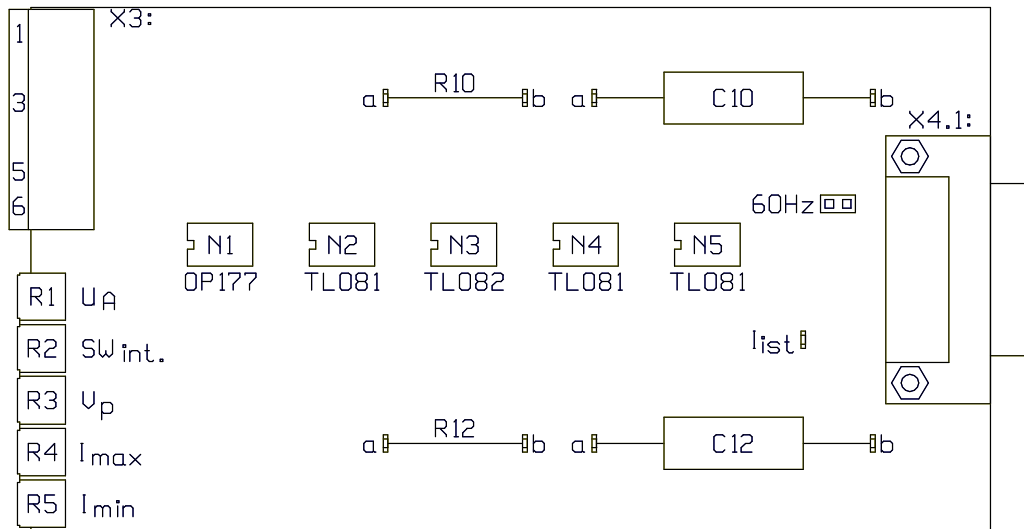 X3:
1
3
5
6
R10
a b
a C10 b
X4.1:
60Hz
N1 N2 N3 N4 N5
OP177 TL081 TL082 TL081 TL081
R1 UA
R2 SWint.
Iist
R3 Vp
R12
a b
a C12 b
R4 Imax
R5 Imin